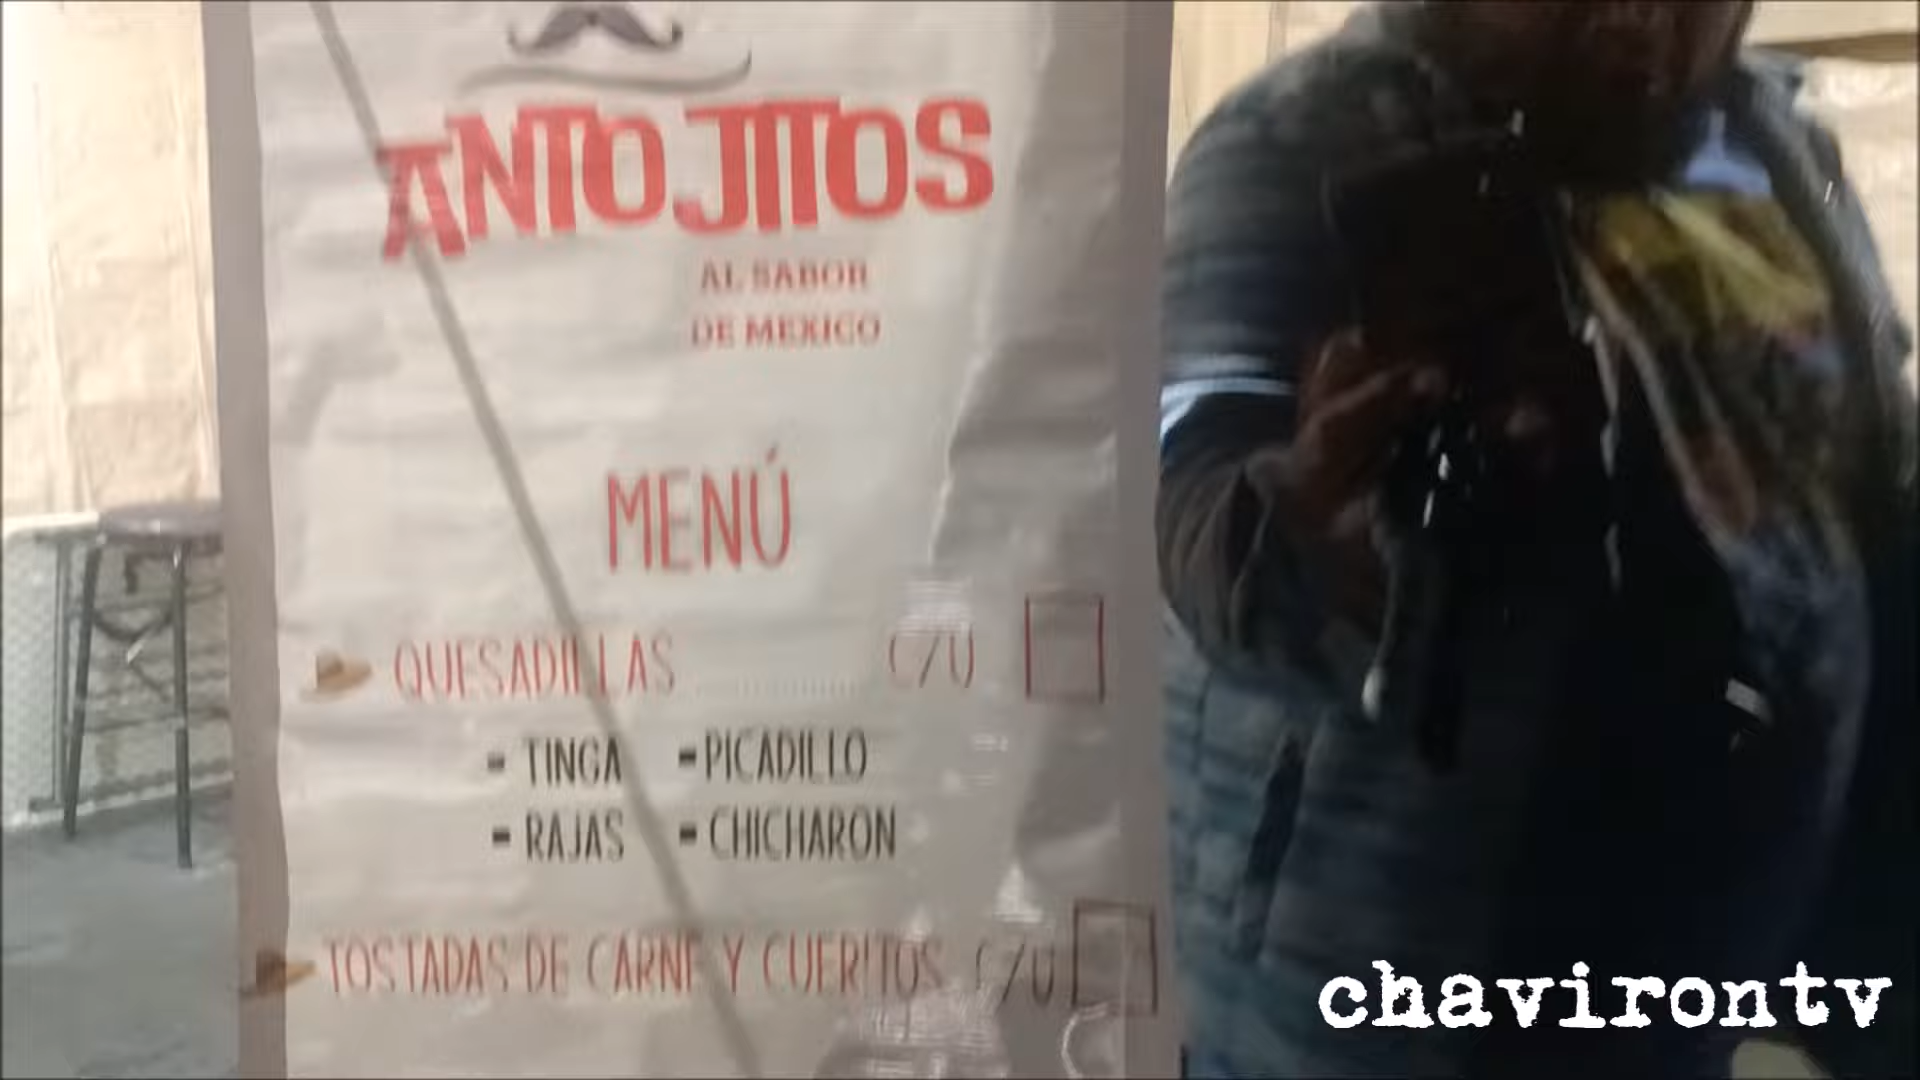 ANTOJITOS
AL SABOR
DE MEXICO
MENÚ
QUESADILLAS ............ C/U
- TINGA - PICADILLO
- RAJAS - CHICHARON
TOSTADAS DE CARNE Y CUERITOS C/U
chavirontv